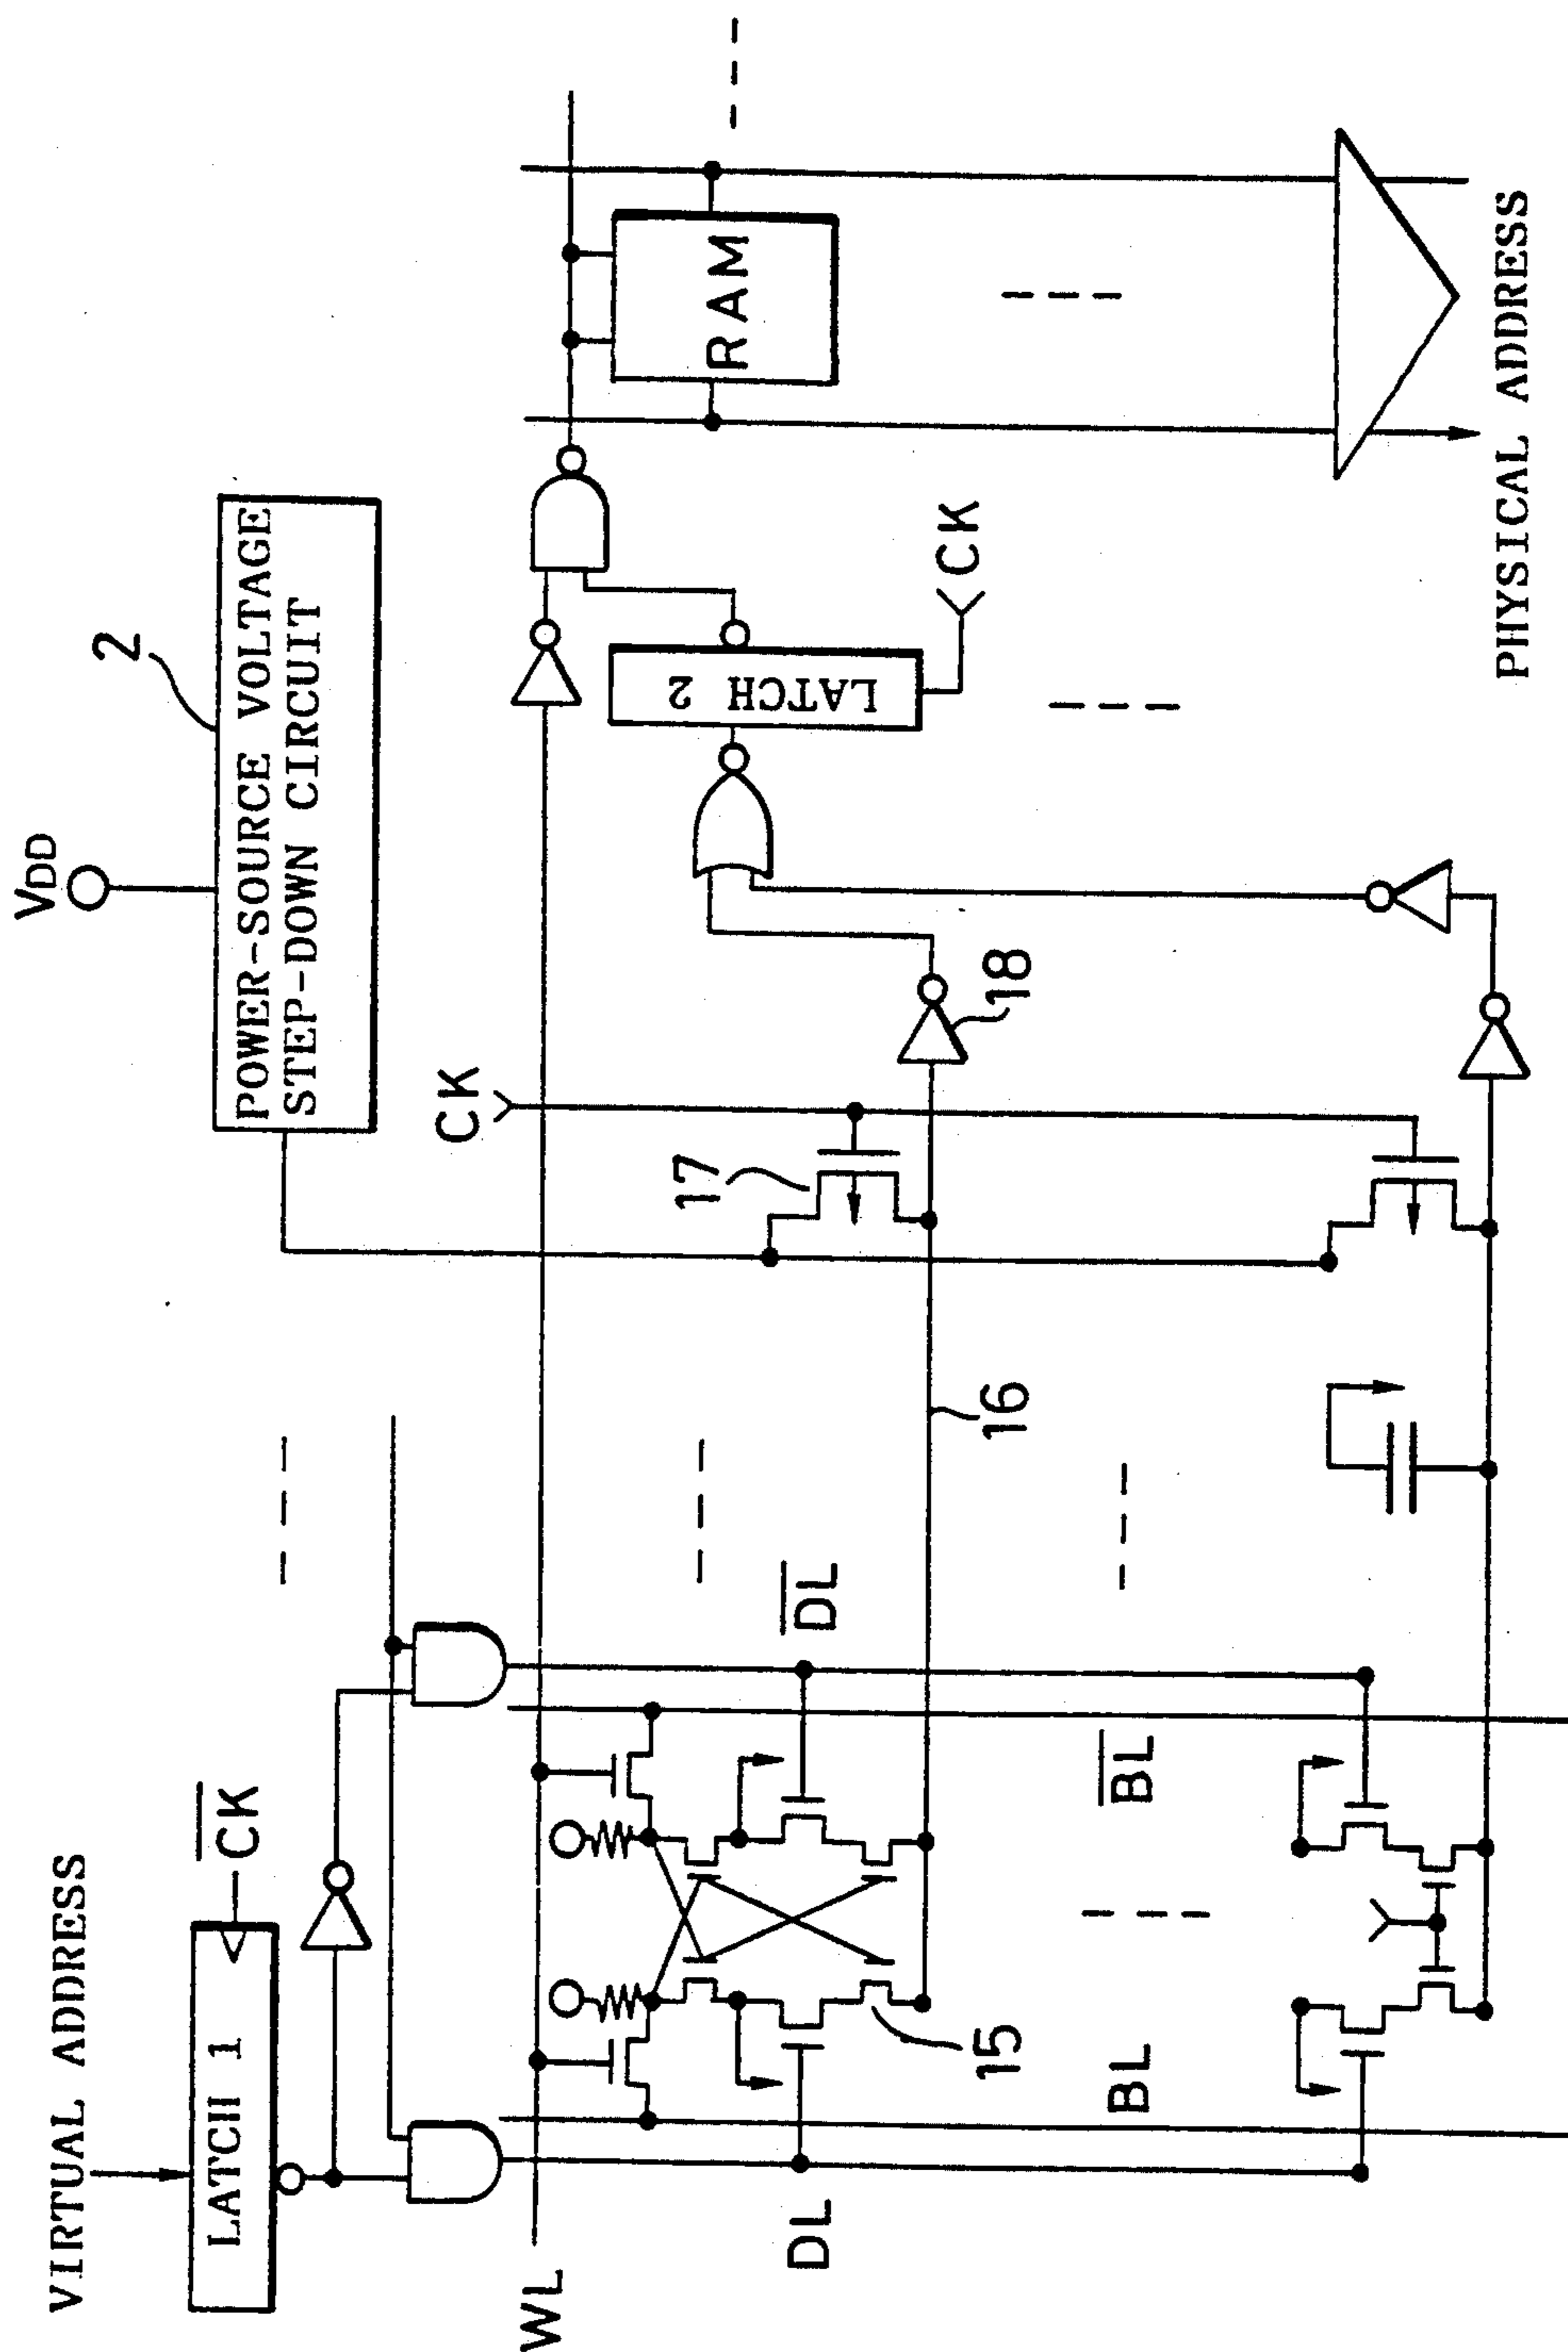 VIRTUAL ADDRESS
LATCH 1
CK
VDD
2
POWER-SOURCE VOLTAGE
STEP-DOWN CIRCUIT
CK
WL
DL
DL
BL
BL
15
16
17
18
LATCH 2
CK
RAM
PHYSICAL ADDRESS